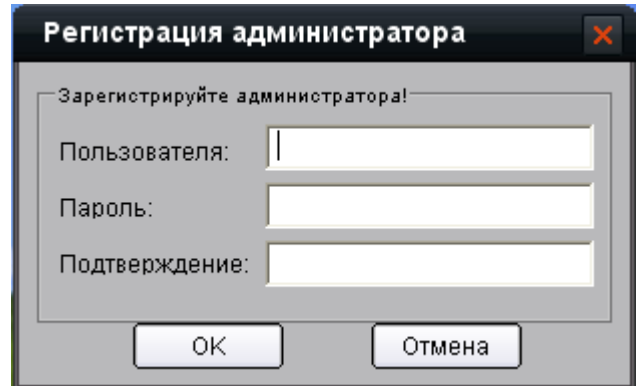 Регистрация администратора
Зарегистрируйте администратора!
Пользователя:
Пароль:
Подтверждение:
OK Отмена